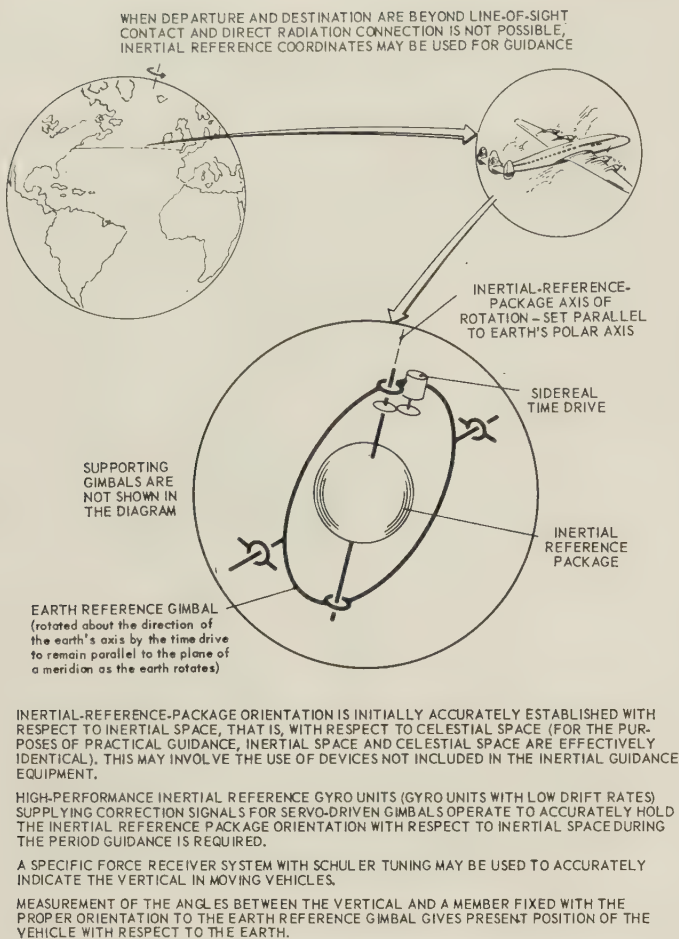 WHEN DEPARTURE AND DESTINATION ARE BEYOND LINE-OF-SIGHT
CONTACT AND DIRECT RADIATION CONNECTION IS NOT POSSIBLE,
INERTIAL REFERENCE COORDINATES MAY BE USED FOR GUIDANCE
INERTIAL-REFERENCE-
PACKAGE AXIS OF
ROTATION – SET PARALLEL
TO EARTH'S POLAR AXIS
SIDEREAL
TIME DRIVE
SUPPORTING
GIMBALS ARE
NOT SHOWN IN
THE DIAGRAM
INERTIAL
REFERENCE
PACKAGE
EARTH REFERENCE GIMBAL
(rotated about the direction of
the earth's axis by the time drive
to remain parallel to the plane of
a meridian as the earth rotates)
INERTIAL-REFERENCE-PACKAGE ORIENTATION IS INITIALLY ACCURATELY ESTABLISHED WITH
RESPECT TO INERTIAL SPACE, THAT IS, WITH RESPECT TO CELESTIAL SPACE (FOR THE PUR-
POSES OF PRACTICAL GUIDANCE, INERTIAL SPACE AND CELESTIAL SPACE ARE EFFECTIVELY
IDENTICAL). THIS MAY INVOLVE THE USE OF DEVICES NOT INCLUDED IN THE INERTIAL GUIDANCE
EQUIPMENT.
HIGH-PERFORMANCE INERTIAL REFERENCE GYRO UNITS (GYRO UNITS WITH LOW DRIFT RATES)
SUPPLYING CORRECTION SIGNALS FOR SERVO-DRIVEN GIMBALS OPERATE TO ACCURATELY HOLD
THE INERTIAL REFERENCE PACKAGE ORIENTATION WITH RESPECT TO INERTIAL SPACE DURING
THE PERIOD GUIDANCE IS REQUIRED.
A SPECIFIC FORCE RECEIVER SYSTEM WITH SCHULER TUNING MAY BE USED TO ACCURATELY
INDICATE THE VERTICAL IN MOVING VEHICLES.
MEASUREMENT OF THE ANGLES BETWEEN THE VERTICAL AND A MEMBER FIXED WITH THE
PROPER ORIENTATION TO THE EARTH REFERENCE GIMBAL GIVES PRESENT POSITION OF THE
VEHICLE WITH RESPECT TO THE EARTH.